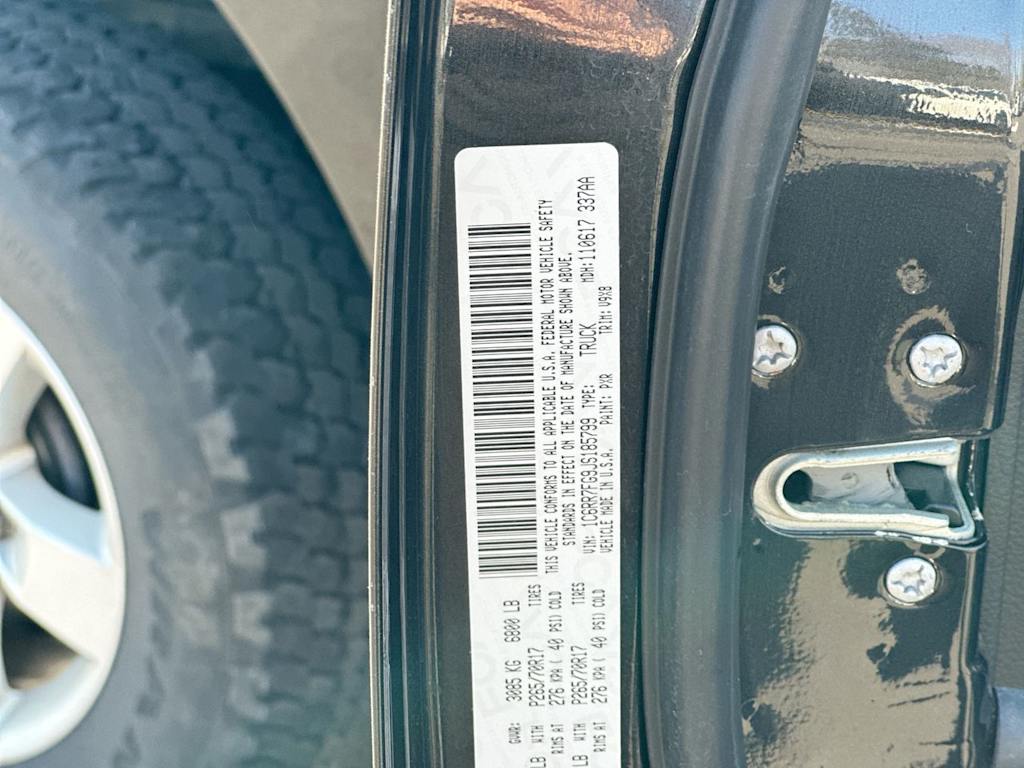 GVWR: 3085 KG 6800 LB
LB WITH P265/70R17 TIRES
RIMS AT 276 KPA ( 40 PSI) COLD
LB WITH P265/70R17 TIRES
RIMS AT 276 KPA ( 40 PSI) COLD
THIS VEHICLE CONFORMS TO ALL APPLICABLE U.S.A. FEDERAL MOTOR VEHICLE SAFETY
STANDARDS IN EFFECT ON THE DATE OF MANUFACTURE SHOWN ABOVE.
VIN: 1C6RR7FG9JS185799 TYPE: TRUCK MDH:110617 337AA
VEHICLE MADE IN U.S.A. PAINT: PXR TRIM:V9X8